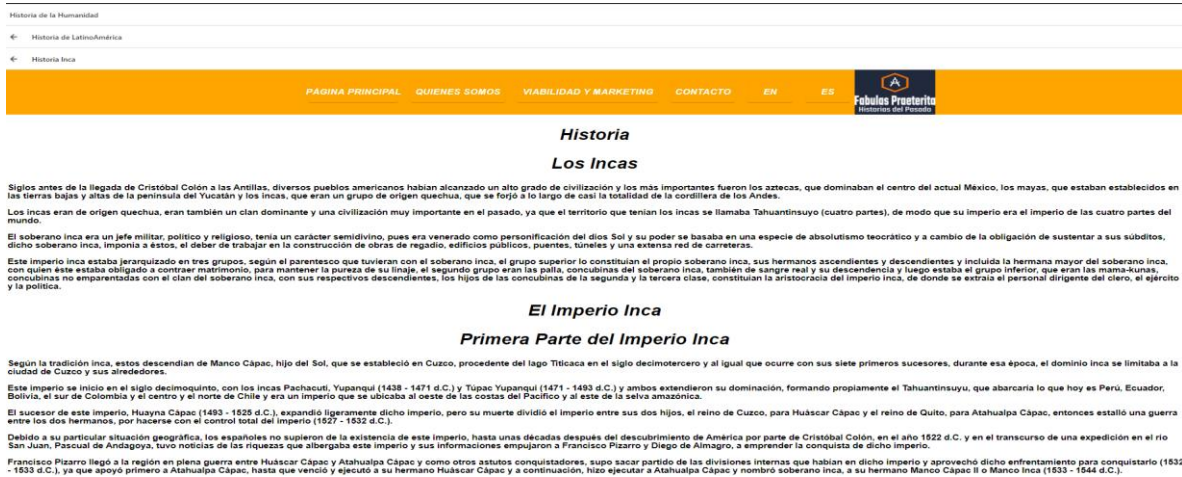 Historia de la Humanidad
Historia de LatinoAmérica
Historia Inca
PÁGINA PRINCIPAL QUIENES SOMOS VIABILIDAD Y MARKETING CONTACTO EN ES
A
Fabulas Praeterita
Historias del Pasado
Historia
Los Incas
Siglos antes de la llegada de Cristóbal Colón a las Antillas, diversos pueblos americanos habían alcanzado un alto grado de civilización y los más importantes fueron los aztecas, que dominaban el centro del actual México, los mayas, que estaban establecidos en
las tierras bajas y altas de la península del Yucatán y los incas, que eran un grupo de origen quechua, que se forjó a lo largo de casi la totalidad de la cordillera de los Andes.
Los incas eran de origen quechua, eran también un clan dominante y una civilización muy importante en el pasado, ya que el territorio que tenían los incas se llamaba Tahuantinsuyo (cuatro partes), de modo que su imperio era el imperio de las cuatro partes del
mundo.
El soberano inca era un jefe militar, político y religioso, tenía un carácter semidivino, pues era venerado como personificación del dios Sol y su poder se basaba en una especie de absolutismo teocrático y a cambio de la obligación de sustentar a sus súbditos,
dicho soberano inca, imponía a éstos, el deber de trabajar en la construcción de obras de regadío, edificios públicos, puentes, túneles y una extensa red de carreteras.
Este imperio inca estaba jerarquizado en tres grupos, según el parentesco que tuvieran con el soberano inca, el grupo superior lo constituían el propio soberano inca, sus hermanos ascendientes y descendientes y incluida la hermana mayor del soberano inca,
con quien éste estaba obligado a contraer matrimonio, para mantener la pureza de su linaje, el segundo grupo eran las palla, concubinas del soberano inca, también de sangre real y su descendencia y luego estaba el grupo inferior, que eran las mama-kunas,
concubinas no emparentadas con el clan del soberano inca, con sus respectivos descendientes, los hijos de las concubinas de la segunda y la tercera clase, constituían la aristocracia del imperio inca, de donde se extraía el personal dirigente del clero, el ejército
y la política.
El Imperio Inca
Primera Parte del Imperio Inca
Según la tradición inca, estos descendían de Manco Cápac, hijo del Sol, que se estableció en Cuzco, procedente del lago Titicaca en el siglo decimotercero y al igual que ocurre con sus siete primeros sucesores, durante esa época, el dominio inca se limitaba a la
ciudad de Cuzco y sus alrededores.
Este imperio se inicio en el siglo decimoquinto, con los incas Pachacuti, Yupanqui (1438 - 1471 d.C.) y Túpac Yupanqui (1471 - 1493 d.C.) y ambos extendieron su dominación, formando propiamente el Tahuantinsuyu, que abarcaría lo que hoy es Perú, Ecuador,
Bolivia, el sur de Colombia y el centro y el norte de Chile y era un imperio que se ubicaba al oeste de las costas del Pacífico y al este de la selva amazónica.
El sucesor de este imperio, Huayna Cápac (1493 - 1525 d.C.), expandió ligeramente dicho imperio, pero su muerte dividió el imperio entre sus dos hijos, el reino de Cuzco, para Huáscar Cápac y el reino de Quito, para Atahualpa Cápac, entonces estalló una guerra
entre los dos hermanos, por hacerse con el control total del imperio (1527 - 1532 d.C.).
Debido a su particular situación geográfica, los españoles no supieron de la existencia de este imperio, hasta unas décadas después del descubrimiento de América por parte de Cristóbal Colón, en el año 1522 d.C. y en el transcurso de una expedición en el río
San Juan, Pascual de Andagoya, tuvo noticias de las riquezas que albergaba este imperio y sus informaciones empujaron a Francisco Pizarro y Diego de Almagro, a emprender la conquista de dicho imperio.
Francisco Pizarro llegó a la región en plena guerra entre Huáscar Cápac y Atahualpa Cápac y como otros astutos conquistadores, supo sacar partido de las divisiones internas que habían en dicho imperio y aprovechó dicho enfrentamiento para conquistarlo (1532
- 1533 d.C.), ya que apoyó primero a Atahualpa Cápac, hasta que venció y ejecutó a su hermano Huáscar Cápac y a continuación, hizo ejecutar a Atahualpa Cápac y nombró soberano inca, a su hermano Manco Cápac II o Manco Inca (1533 - 1544 d.C.).